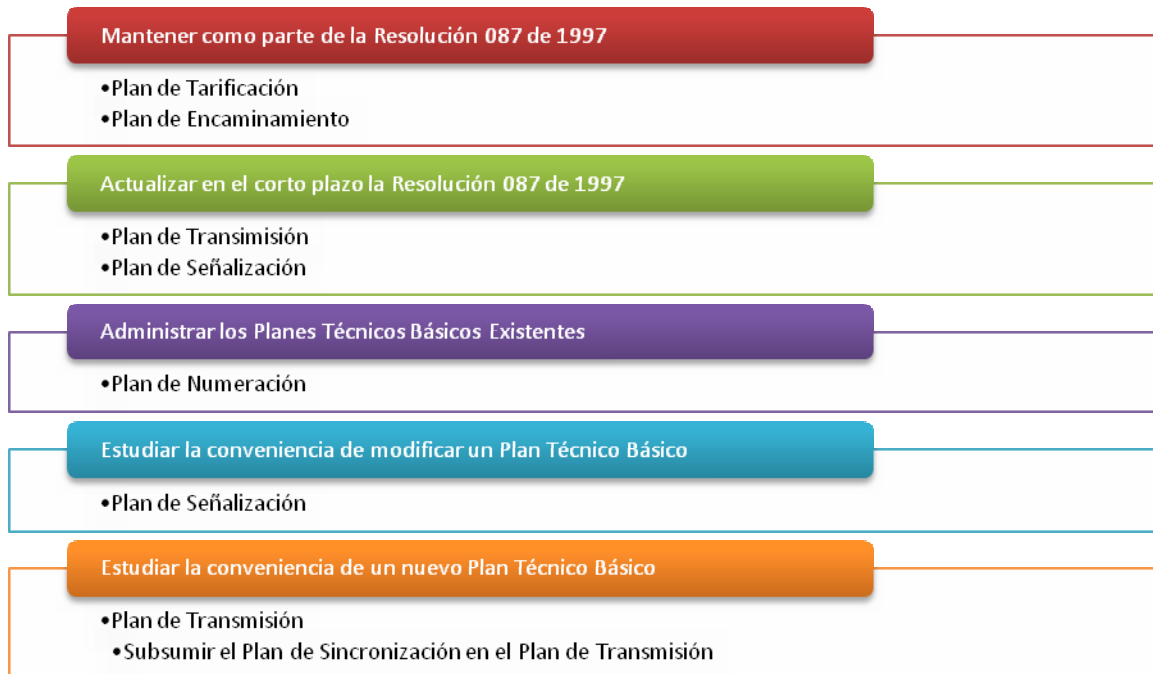 Mantener como parte de la Resolución 087 de 1997
•Plan de Tarificación
•Plan de Encaminamiento
Actualizar en el corto plazo la Resolución 087 de 1997
•Plan de Transimisión
•Plan de Señalización
Administrar los Planes Técnicos Básicos Existentes
•Plan de Numeración
Estudiar la conveniencia de modificar un Plan Técnico Básico
•Plan de Señalización
Estudiar la conveniencia de un nuevo Plan Técnico Básico
•Plan de Transmisión
•Subsumir el Plan de Sincronización en el Plan de Transmisión